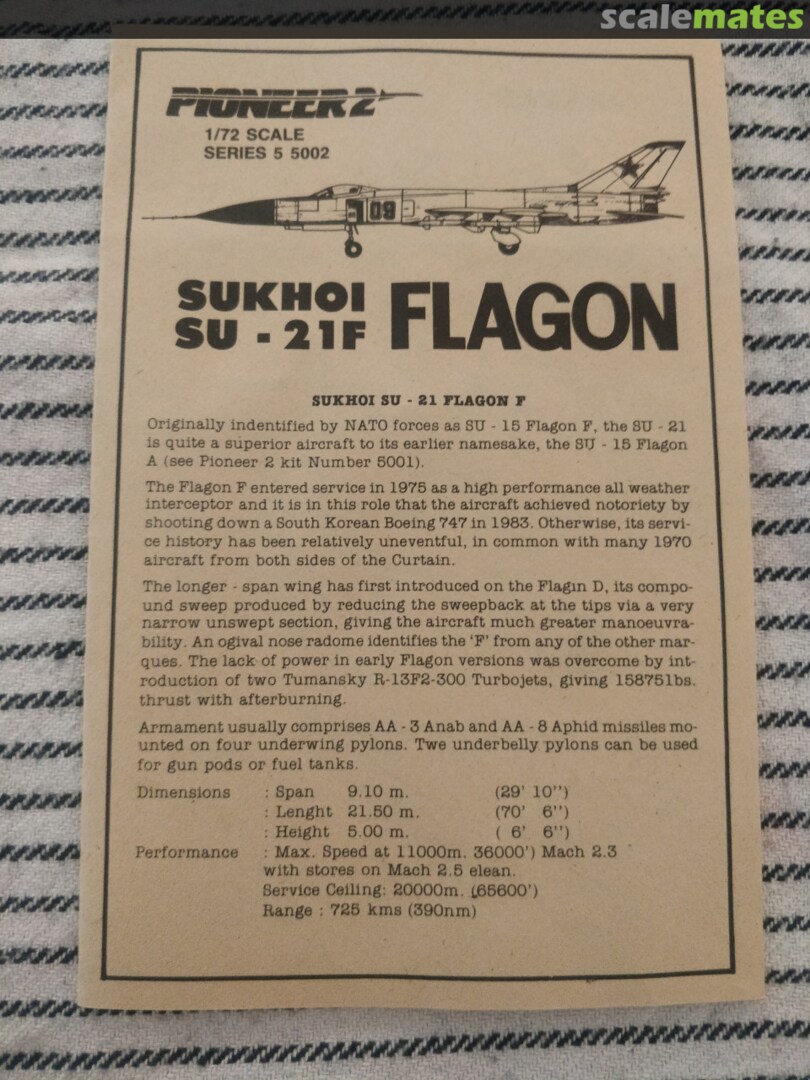 scalemates
PIONEER 2
1/72 SCALE
SERIES 5 5002
09
SUKHOI
SU - 21F
FLAGON
SUKHOI SU - 21 FLAGON F
Originally indentified by NATO forces as SU - 15 Flagon F, the SU - 21
is quite a superior aircraft to its earlier namesake, the SU - 15 Flagon
A (see Pioneer 2 kit Number 5001).
The Flagon F entered service in 1975 as a high performance all weather
interceptor and it is in this role that the aircraft achieved notoriety by
shooting down a South Korean Boeing 747 in 1983. Otherwise, its servi-
ce history has been relatively uneventful, in common with many 1970
aircraft from both sides of the Curtain.
The longer - span wing has first introduced on the Flagin D, its compo-
und sweep produced by reducing the sweepback at the tips via a very
narrow unswept section, giving the aircraft much greater manoeuvra-
bility. An ogival nose radome identifies the 'F' from any of the other mar-
ques. The lack of power in early Flagon versions was overcome by int-
roduction of two Tumansky R-13F2-300 Turbojets, giving 158751bs.
thrust with afterburning.
Armament usually comprises AA - 3 Anab and AA - 8 Aphid missiles mo-
unted on four underwing pylons. Twe underbelly pylons can be used
for gun pods or fuel tanks.
Dimensions : Span 9.10 m. (29' 10'')
: Lenght 21.50 m. (70' 6'')
: Height 5.00 m. ( 6' 6'')
Performance : Max. Speed at 11000m. 36000') Mach 2.3
with stores on Mach 2.5 elean.
Service Ceiling: 20000m. (65600')
Range : 725 kms (390nm)